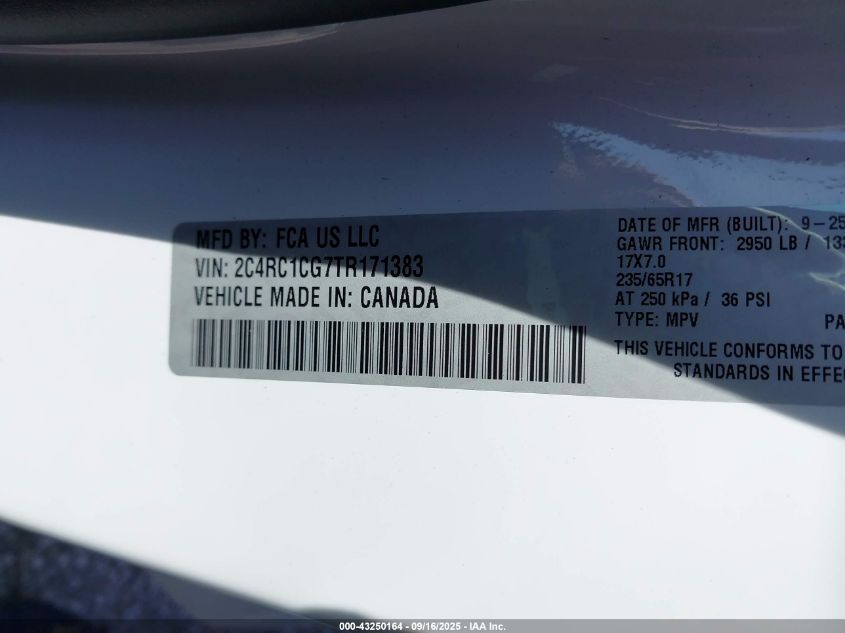 MFD BY: FCA US LLC
VIN: 2C4RC1CG7TR171383
VEHICLE MADE IN: CANADA
DATE OF MFR (BUILT): 9-25
GAWR FRONT: 2950 LB / 133
17X7.0
235/65R17
AT 250 kPa / 36 PSI
TYPE: MPV PA
THIS VEHICLE CONFORMS TO
STANDARDS IN EFFE
000-43250164 - 09/16/2025 - IAA Inc.